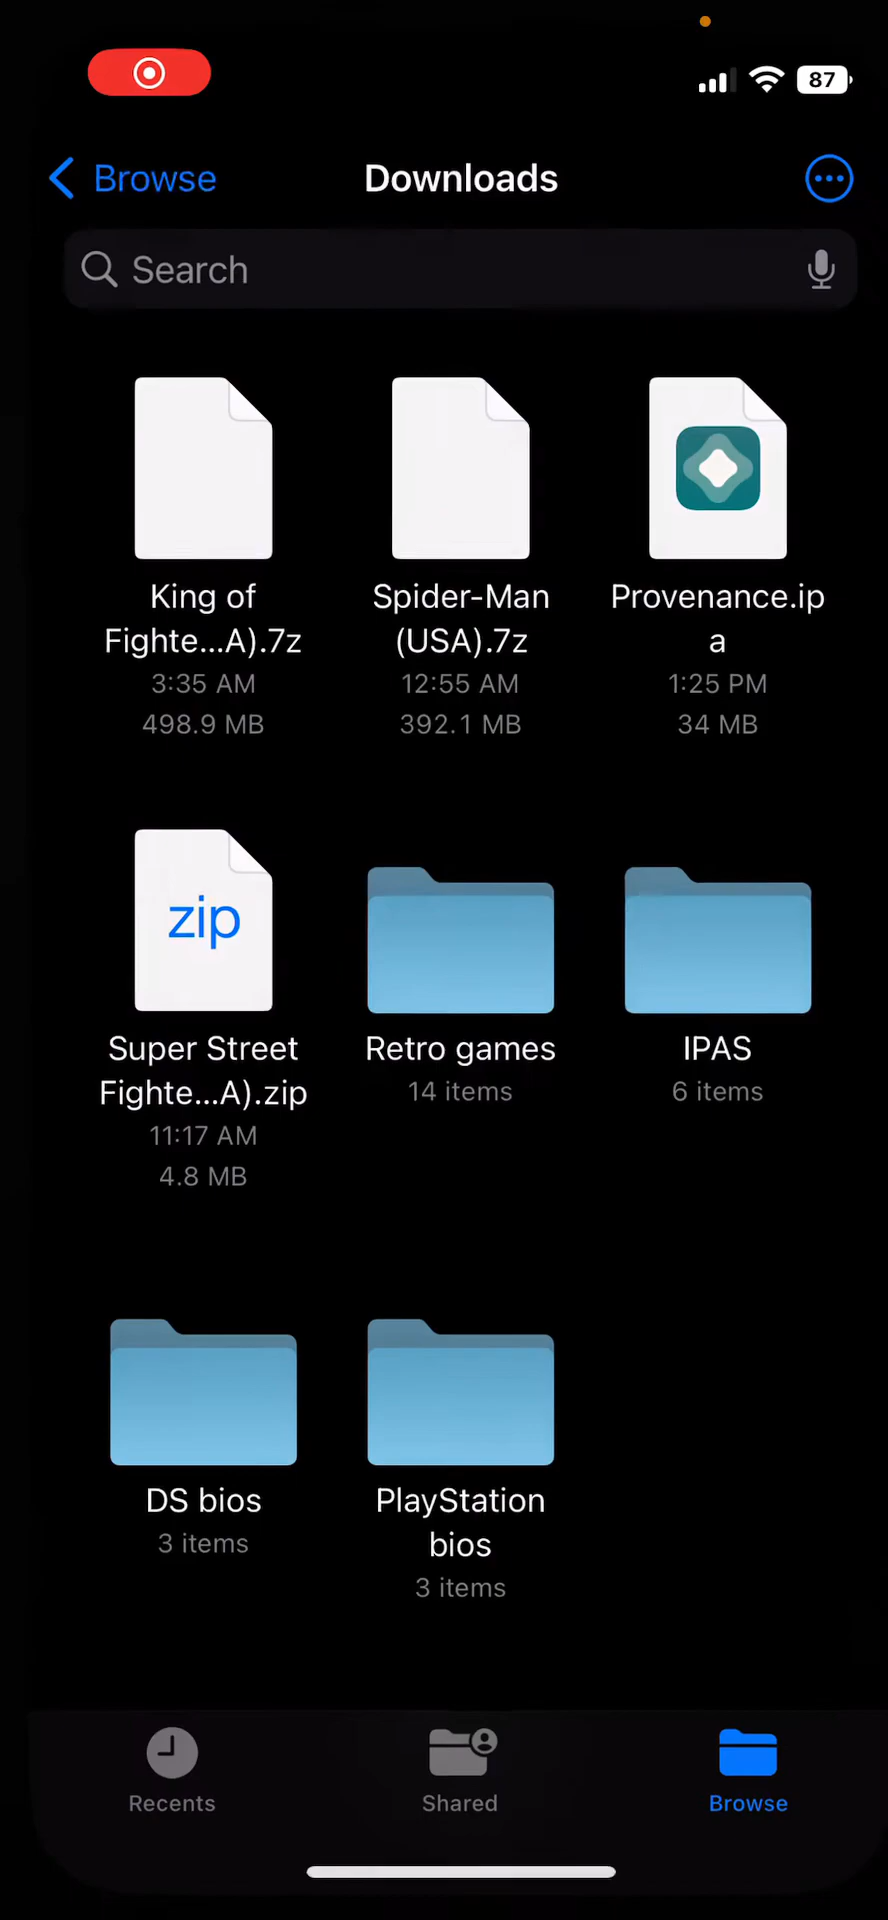 87
Browse
Downloads
Search
King of
Fighte...A).7z
3:35 AM
498.9 MB
Spider-Man
(USA).7z
12:55 AM
392.1 MB
Provenance.ip
a
1:25 PM
34 MB
zip
Super Street
Fighte...A).zip
11:17 AM
4.8 MB
Retro games
14 items
IPAS
6 items
DS bios
3 items
PlayStation
bios
3 items
Recents
Shared
Browse